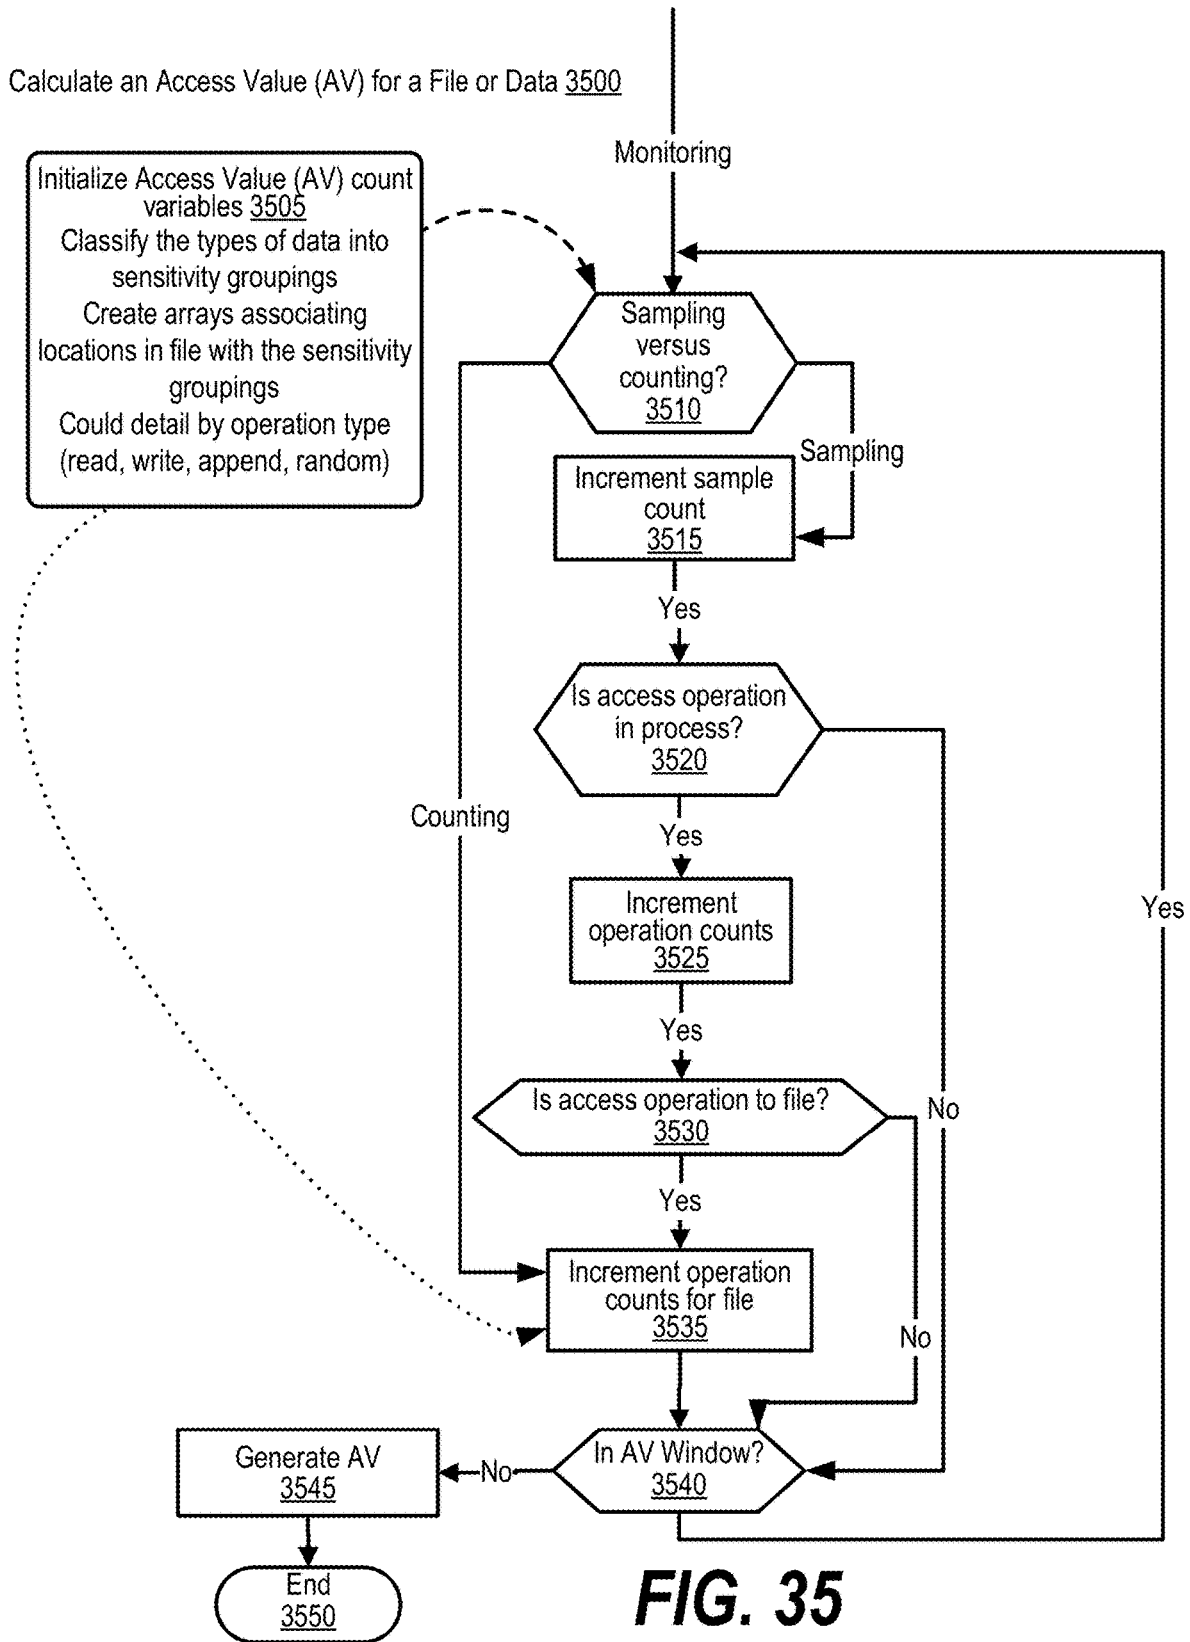 Calculate an Access Value (AV) for a File or Data 3500
Monitoring
Initialize Access Value (AV) count
variables 3505
Classify the types of data into
sensitivity groupings
Create arrays associating
locations in file with the sensitivity
groupings
Could detail by operation type
(read, write, append, random)
Sampling
versus
counting?
3510
Sampling
Increment sample
count
3515
Yes
Is access operation
in process?
3520
Counting
Yes
Increment
operation counts
3525
Yes
Yes
Is access operation to file?
3530
No
Yes
Increment operation
counts for file
3535
No
In AV Window?
3540
No
Generate AV
3545
End
3550
FIG. 35